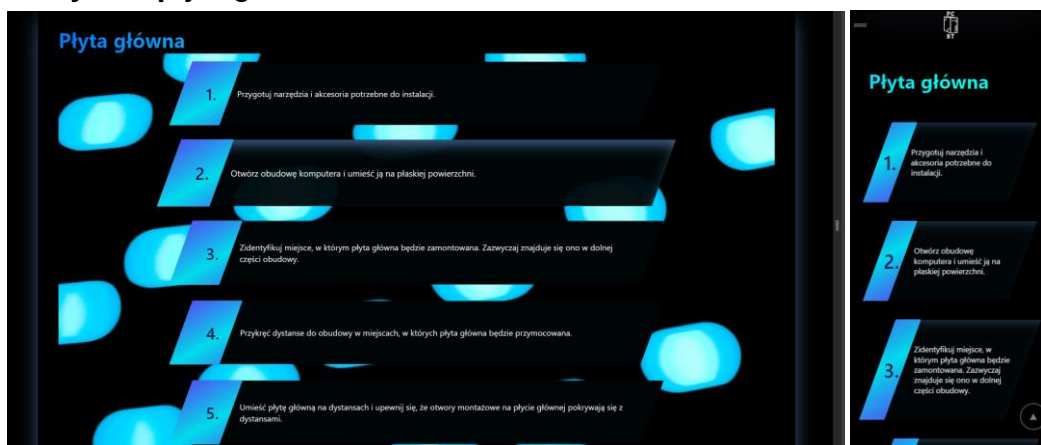 Płyta główna
1.
Przygotuj narzędzia i akcesoria potrzebne do instalacji.
2.
Otwórz obudowę komputera i umieść ją na płaskiej powierzchni.
3.
Zidentyfikuj miejsce, w którym płyta główna będzie zamontowana. Zazwyczaj znajduje się ono w dolnej
części obudowy.
4.
Przykręć dystanse do obudowy w miejscach, w których płyta główna będzie przymocowana.
5.
Umieść płytę główną na dystansach i upewnij się, że otwory montażowe na płycie głównej pokrywają się z
dystansami.
PC
BT
Płyta główna
1.
Przygotuj narzędzia i
akcesoria potrzebne do
instalacji.
2.
Otwórz obudowę
komputera i umieść ją na
płaskiej powierzchni.
3.
Zidentyfikuj miejsce, w
którym płyta główna będzie
zamontowana. Zazwyczaj
znajduje się ono w dolnej
części obudowy.